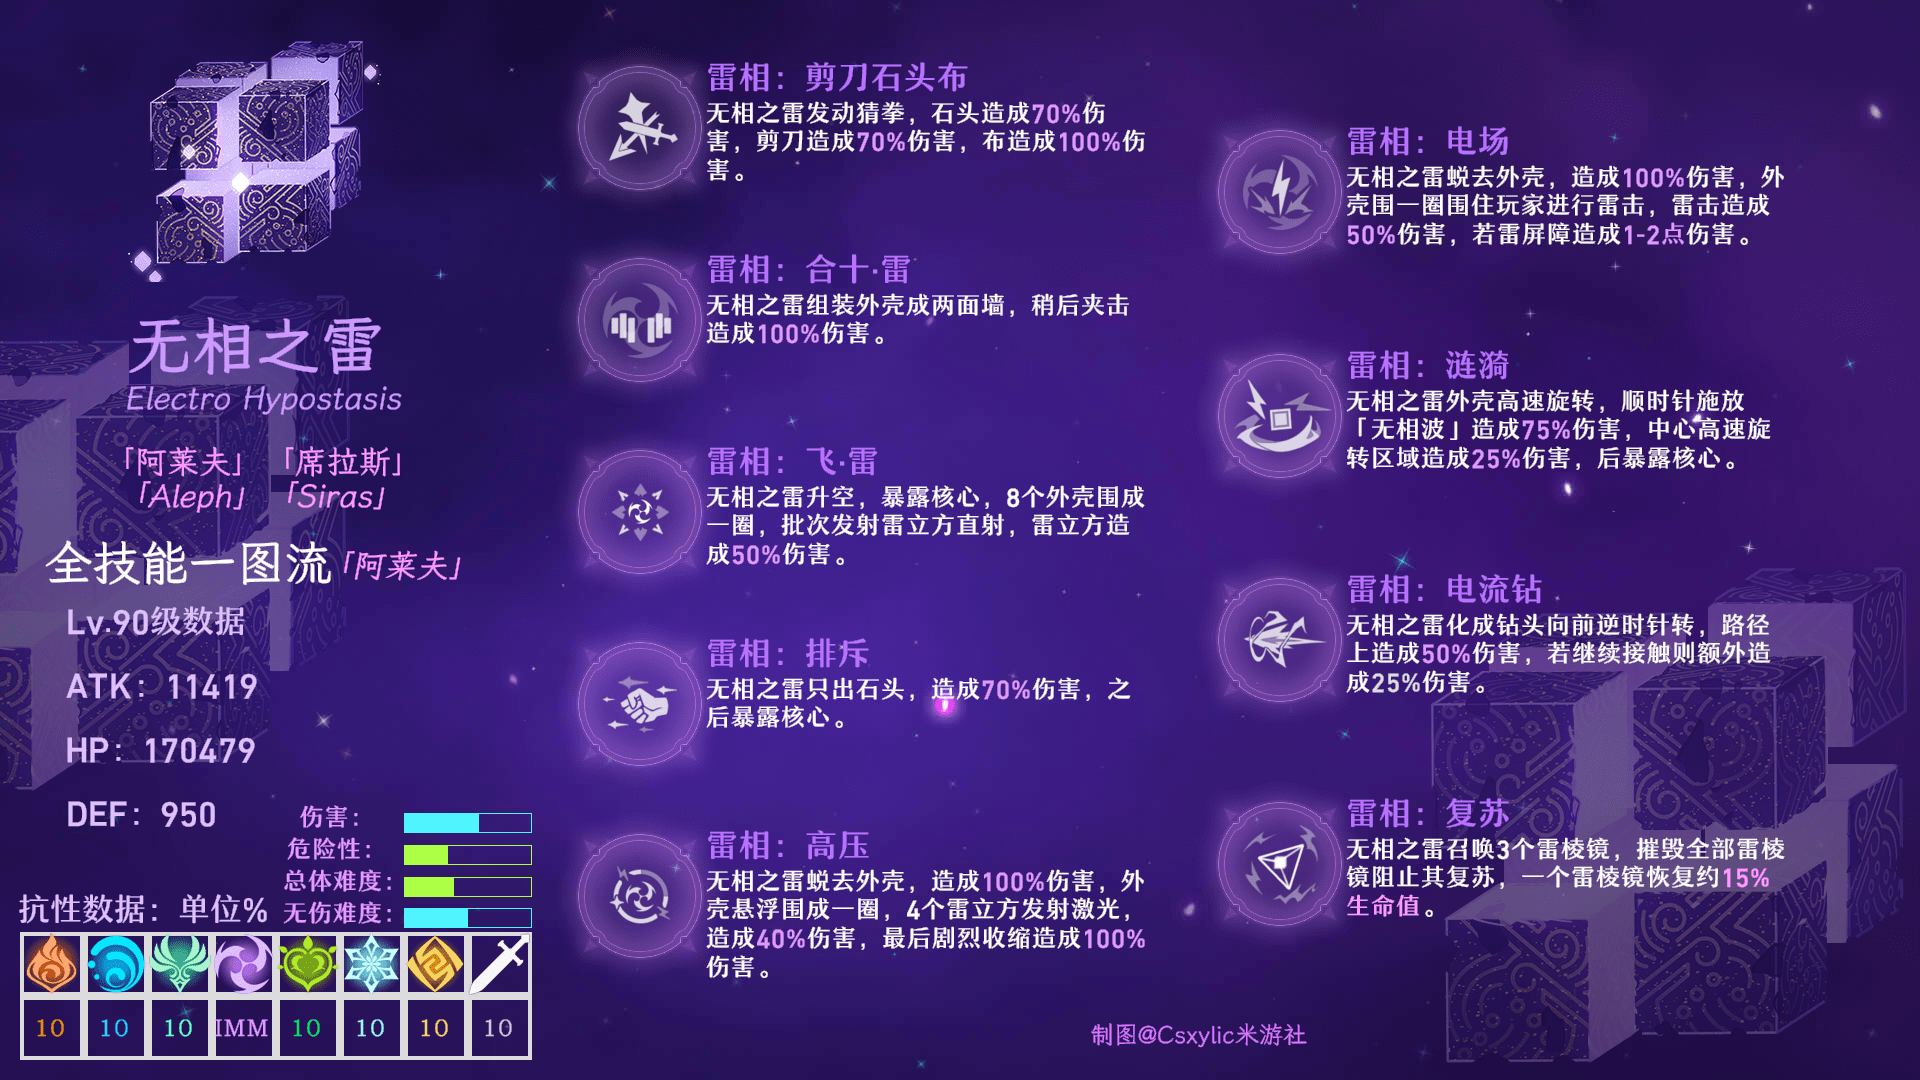 无相之雷
Electro Hypostasis
「阿莱夫」 「席拉斯」
「Aleph」 「Siras」
全技能一图流「阿莱夫」
Lv.90级数据
ATK：11419
HP：170479
DEF：950
伤害：
危险性：
总体难度：
无伤难度：
抗性数据：单位%
10 10 10 IMM 10 10 10 10
雷相：剪刀石头布
无相之雷发动猜拳，石头造成70%伤
害，剪刀造成70%伤害，布造成100%伤
害。
雷相：合十·雷
无相之雷组装外壳成两面墙，稍后夹击
造成100%伤害。
雷相：飞·雷
无相之雷升空，暴露核心，8个外壳围成
一圈，批次发射雷立方直射，雷立方造
成50%伤害。
雷相：排斥
无相之雷只出石头，造成70%伤害，之
后暴露核心。
雷相：高压
无相之雷蜕去外壳，造成100%伤害，外
壳悬浮围成一圈，4个雷立方发射激光，
造成40%伤害，最后剧烈收缩造成100%
伤害。
雷相：电场
无相之雷蜕去外壳，造成100%伤害，外
壳围一圈围住玩家进行雷击，雷击造成
50%伤害，若雷屏障造成1-2点伤害。
雷相：涟漪
无相之雷外壳高速旋转，顺时针施放
「无相波」造成75%伤害，中心高速旋
转区域造成25%伤害，后暴露核心。
雷相：电流钻
无相之雷化成钻头向前逆时针转，路径
上造成50%伤害，若继续接触则额外造
成25%伤害。
雷相：复苏
无相之雷召唤3个雷棱镜，摧毁全部雷棱
镜阻止其复苏，一个雷棱镜恢复约15%
生命值。
制图@Csxylic米游社